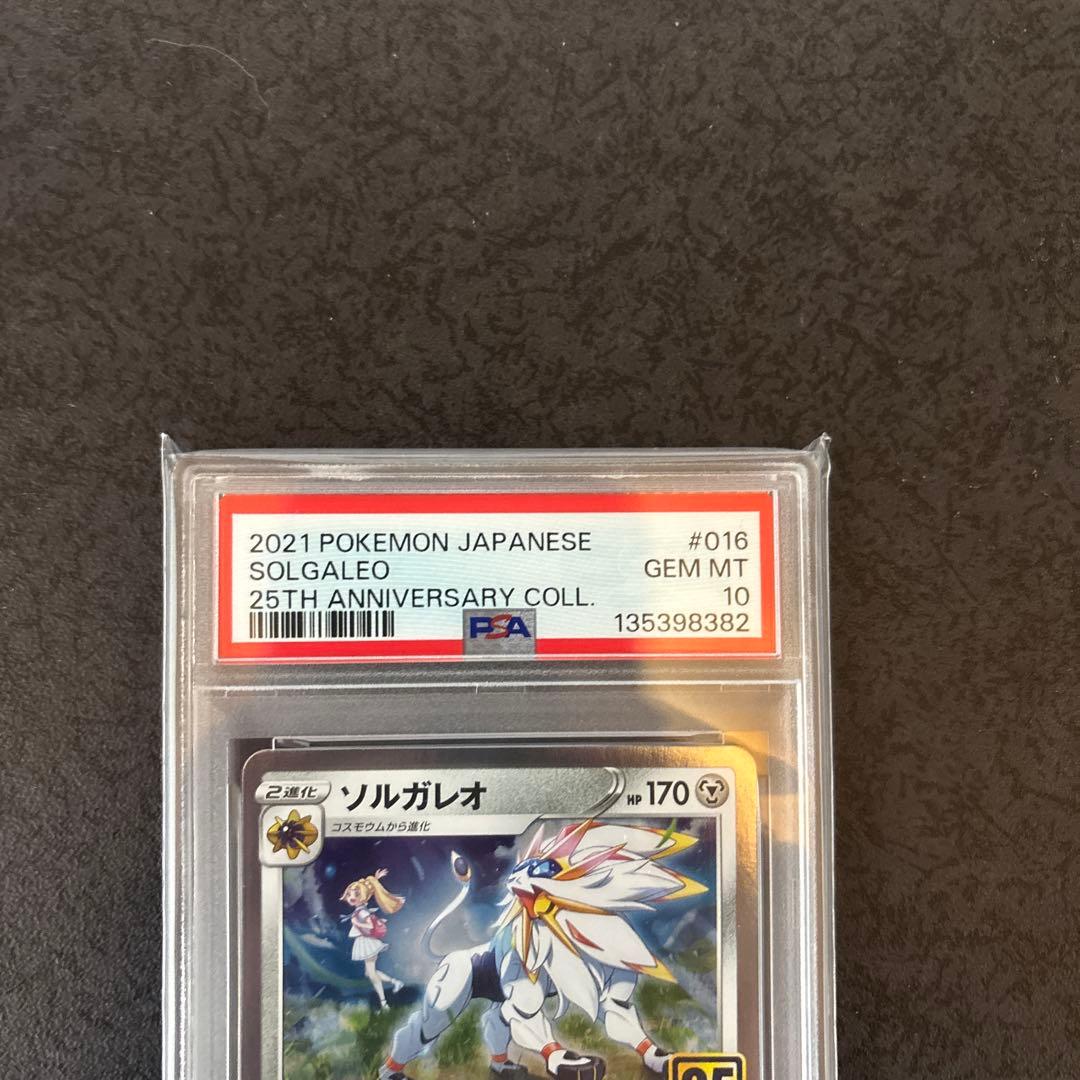 2021 POKEMON JAPANESE #016
SOLGALEO GEM MT
25TH ANNIVERSARY COLL. 10
PSA 135398382
2進化 ソルガレオ HP 170
コスモウムから進化
25